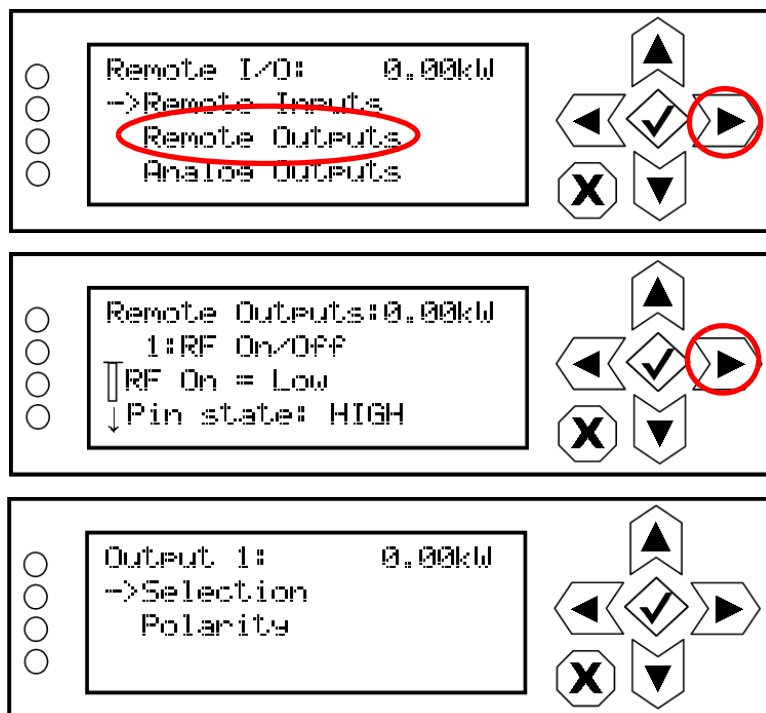 Remote I/O: 0.00kW
->Remote Inputs
Remote Outputs
Analog Outputs
X
Remote Outputs:0.00kW
1:RF On/Off
RF On = Low
↓Pin state: HIGH
X
Output 1: 0.00kW
->Selection
Polarity
X